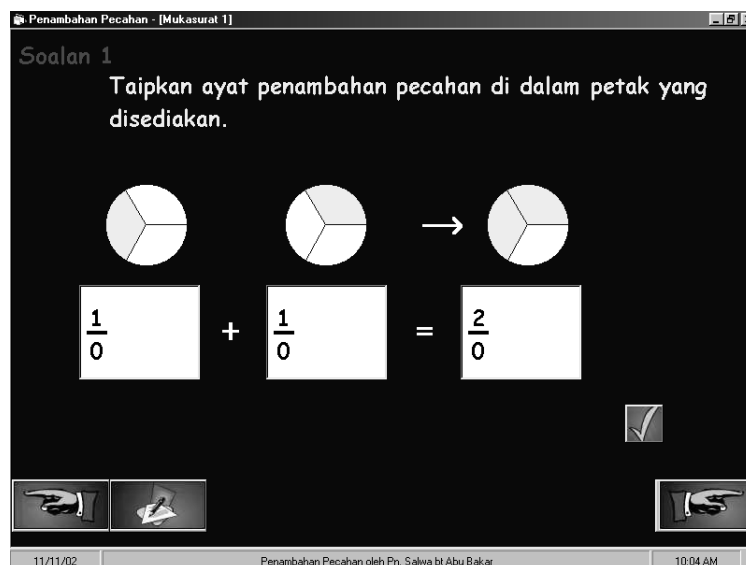 Penambahan Pecahan - [Mukasurat 1]
Soalan 1
Taipkan ayat penambahan pecahan di dalam petak yang
disediakan.
→
1/0 + 1/0 = 2/0
11/11/02 Penambahan Pecahan oleh Pn. Salwa bt Abu Bakar 10:04 AM